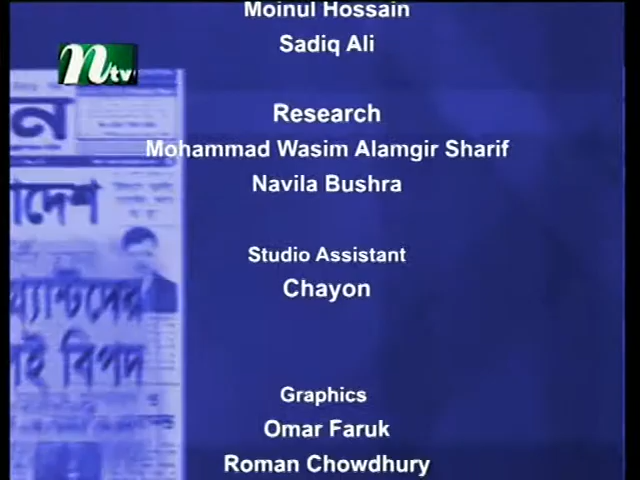 Moinul Hossain
Sadiq Ali
ntv
Research
Mohammad Wasim Alamgir Sharif
Navila Bushra
Studio Assistant
Chayon
Graphics
Omar Faruk
Roman Chowdhury
াদেশ
্যান্টিদের
ই বিপদ